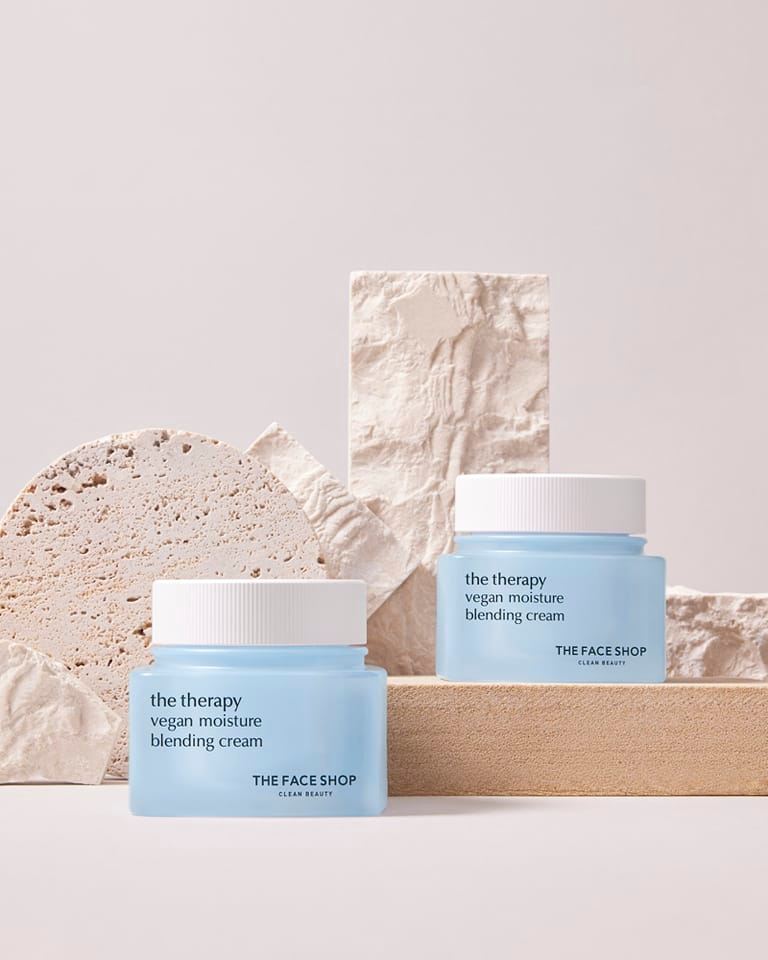 the therapy
vegan moisture
blending cream
THE FACE SHOP
CLEAN BEAUTY
the therapy
vegan moisture
blending cream
THE FACE SHOP
CLEAN BEAUTY